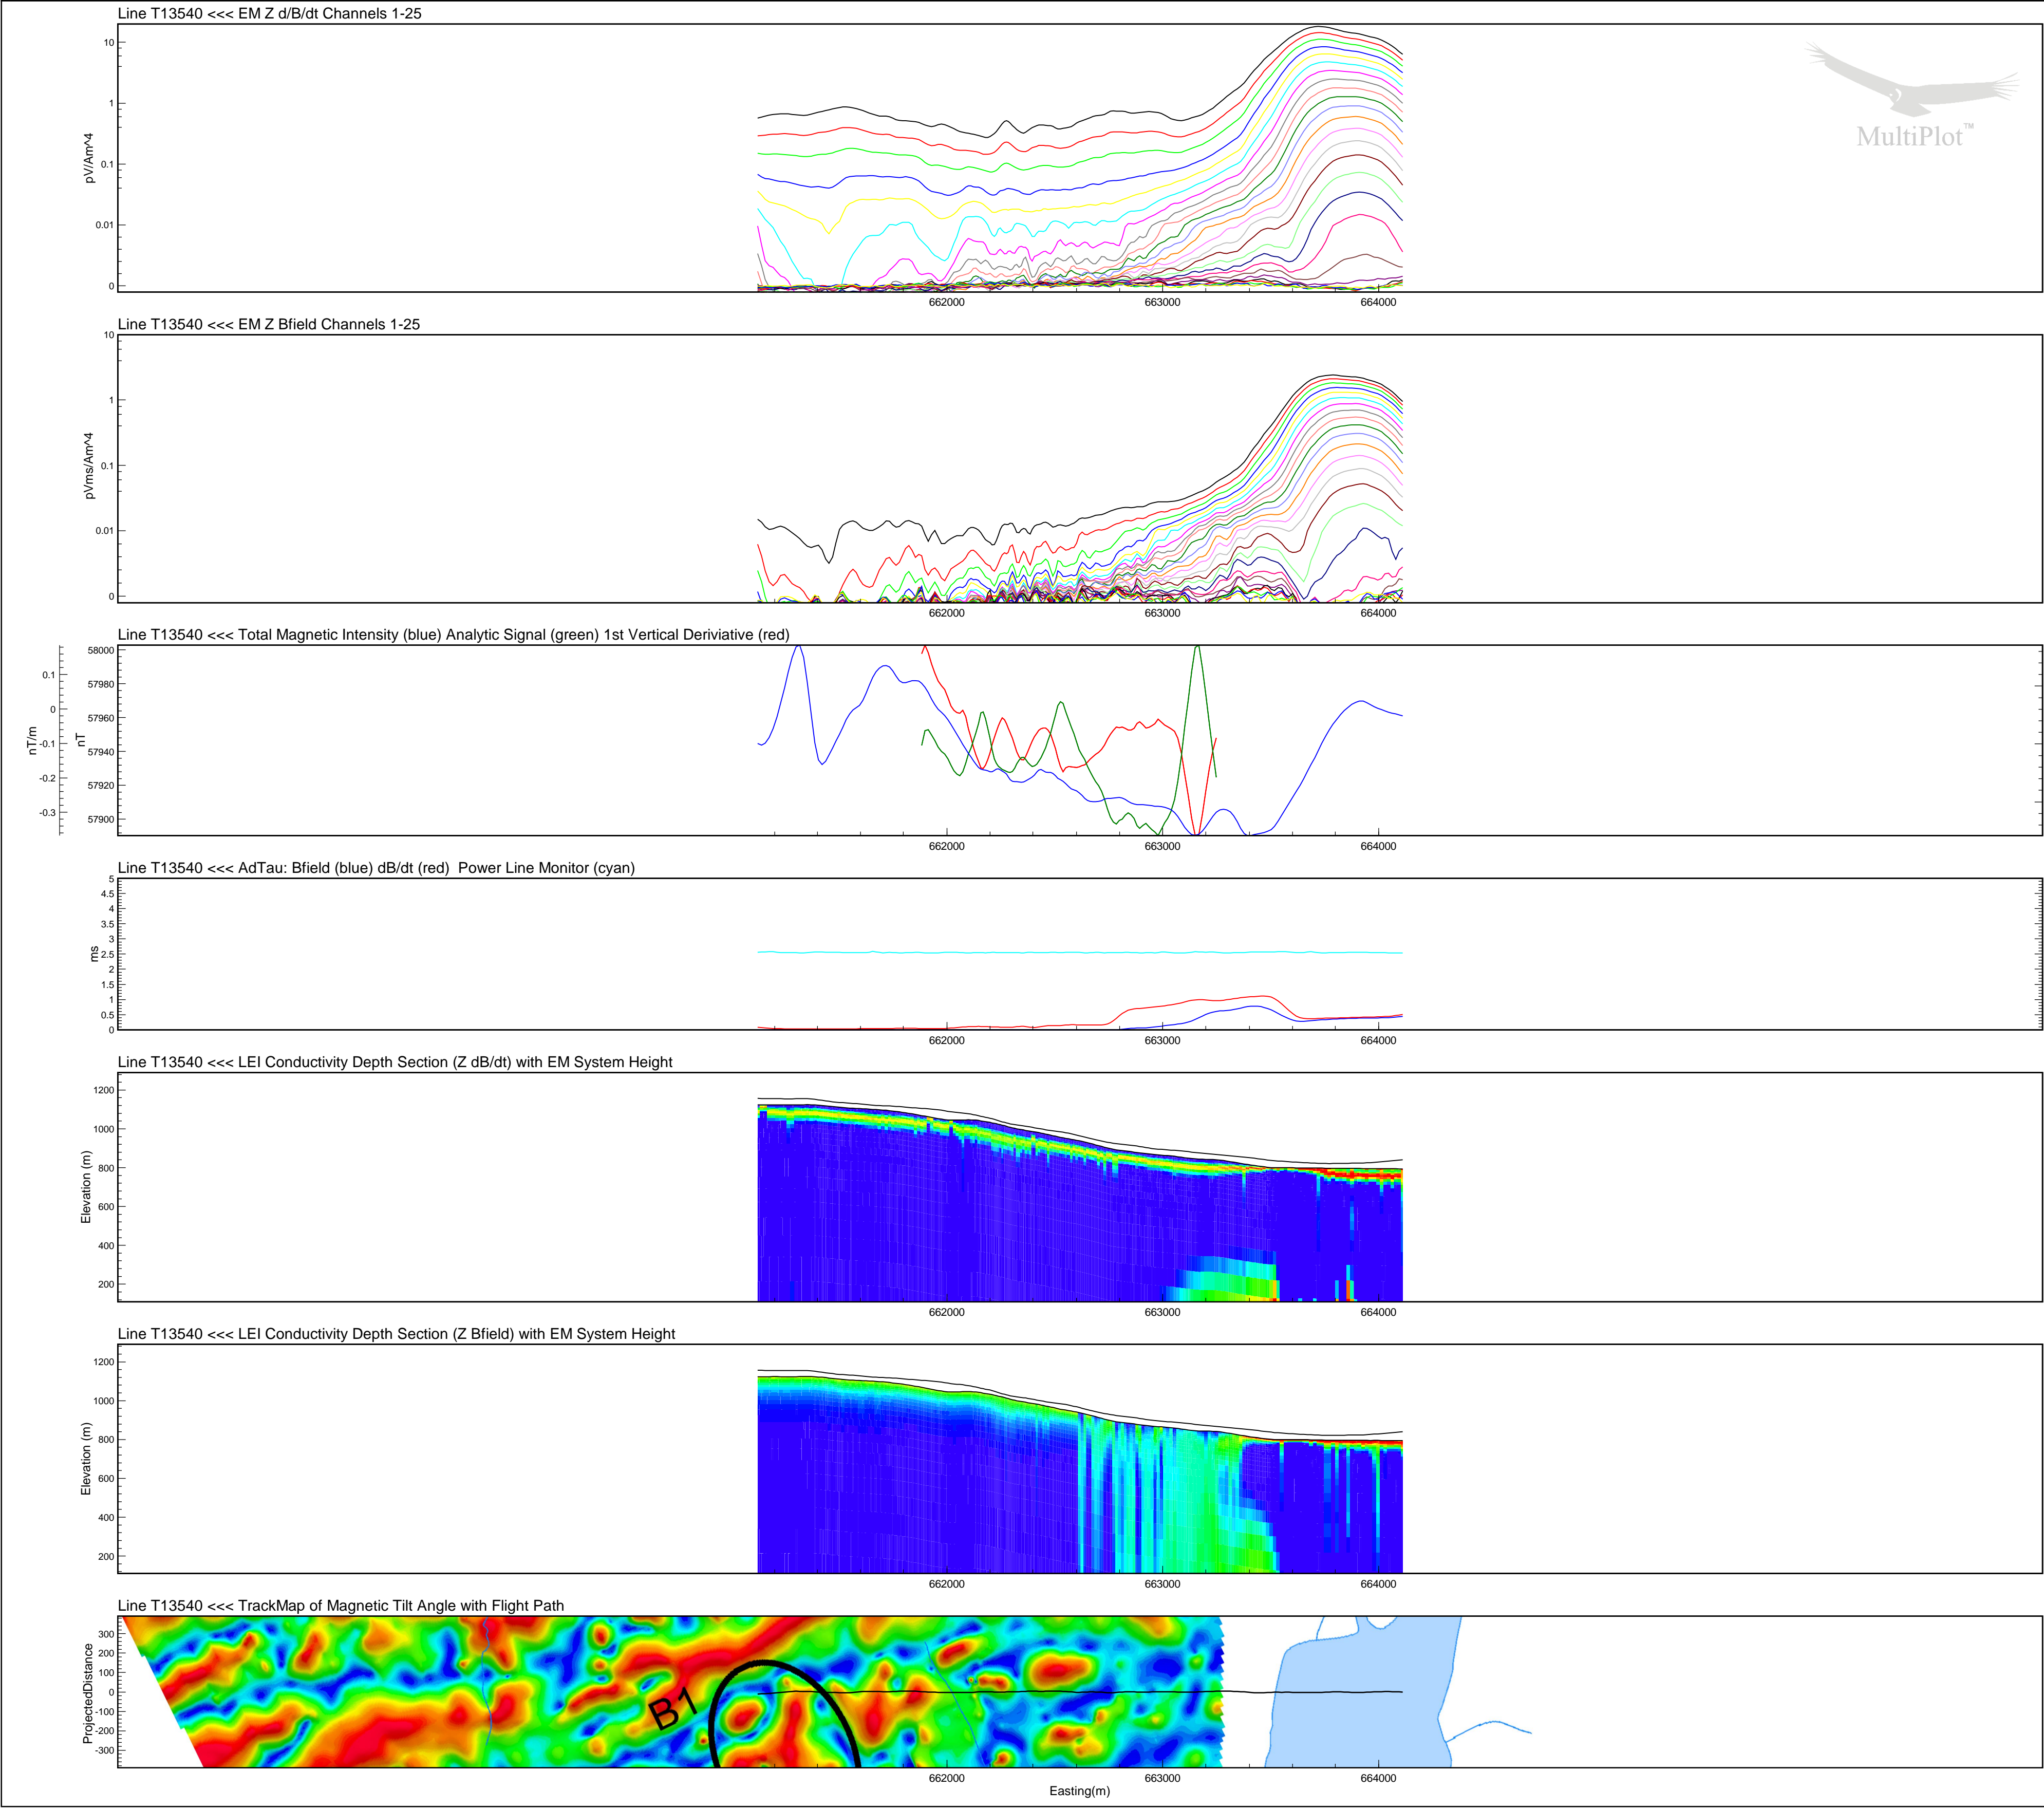 Line T13540 <<< EM Z d/B/dt Channels 1-25
10
1
0.1
0.01
0
pV/Am^4
662000 663000 664000
MultiPlot™
Line T13540 <<< EM Z Bfield Channels 1-25
10
1
0.1
0.01
0
pVms/Am^4
662000 663000 664000
Line T13540 <<< Total Magnetic Intensity (blue) Analytic Signal (green) 1st Vertical Deriviative (red)
0.1
0
-0.1
-0.2
-0.3
nT/m
58000
57980
57960
57940
57920
57900
nT
662000 663000 664000
Line T13540 <<< AdTau: Bfield (blue) dB/dt (red) Power Line Monitor (cyan)
5
4.5
4
3.5
3
2.5
2
1.5
1
0.5
0
ms
662000 663000 664000
Line T13540 <<< LEI Conductivity Depth Section (Z dB/dt) with EM System Height
1200
1000
800
600
400
200
Elevation (m)
662000 663000 664000
Line T13540 <<< LEI Conductivity Depth Section (Z Bfield) with EM System Height
1200
1000
800
600
400
200
Elevation (m)
662000 663000 664000
Line T13540 <<< TrackMap of Magnetic Tilt Angle with Flight Path
300
200
100
0
-100
-200
-300
ProjectedDistance
B1
662000 663000 664000
Easting(m)